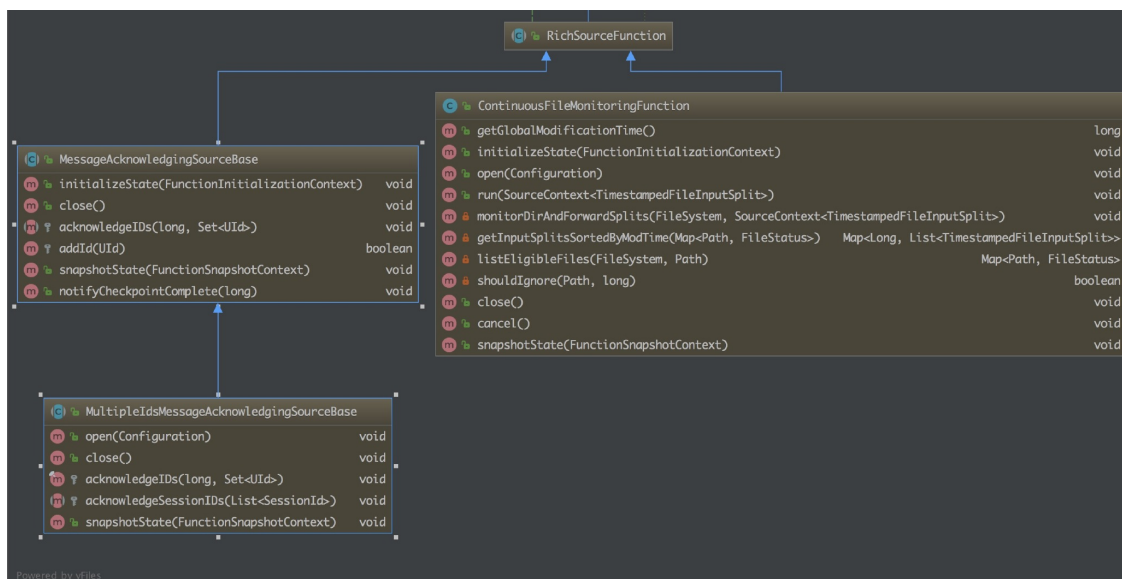 RichSourceFunction
MessageAcknowledgingSourceBase
initializeState(FunctionInitializationContext) void
close() void
acknowledgeIDs(long, Set<UId>) void
addId(UId) boolean
snapshotState(FunctionSnapshotContext) void
notifyCheckpointComplete(long) void
ContinuousFileMonitoringFunction
getGlobalModificationTime() long
initializeState(FunctionInitializationContext) void
open(Configuration) void
run(SourceContext<TimestampedFileInputSplit>) void
monitorDirAndForwardSplits(FileSystem, SourceContext<TimestampedFileInputSplit>) void
getInputSplitsSortedByModTime(Map<Path, FileStatus>) Map<Long, List<TimestampedFileInputSplit>>
listEligibleFiles(FileSystem, Path) Map<Path, FileStatus>
shouldIgnore(Path, long) boolean
close() void
cancel() void
snapshotState(FunctionSnapshotContext) void
MultipleIdsMessageAcknowledgingSourceBase
open(Configuration) void
close() void
acknowledgeIDs(long, Set<UId>) void
acknowledgeSessionIDs(List<SessionId>) void
snapshotState(FunctionSnapshotContext) void
Powered by yFiles